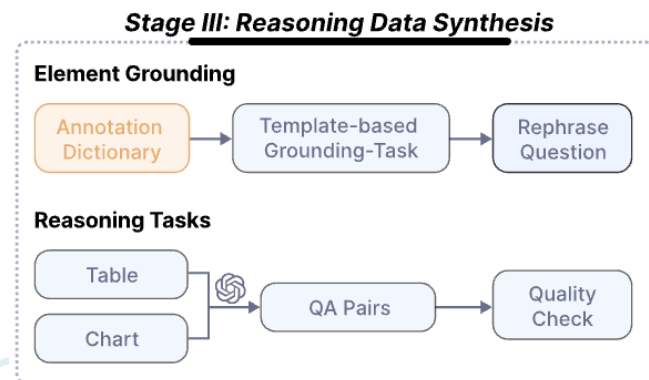 Stage III: Reasoning Data Synthesis
Element Grounding
Annotation
Dictionary
Template-based
Grounding-Task
Rephrase
Question
Reasoning Tasks
Table
Chart
QA Pairs
Quality
Check